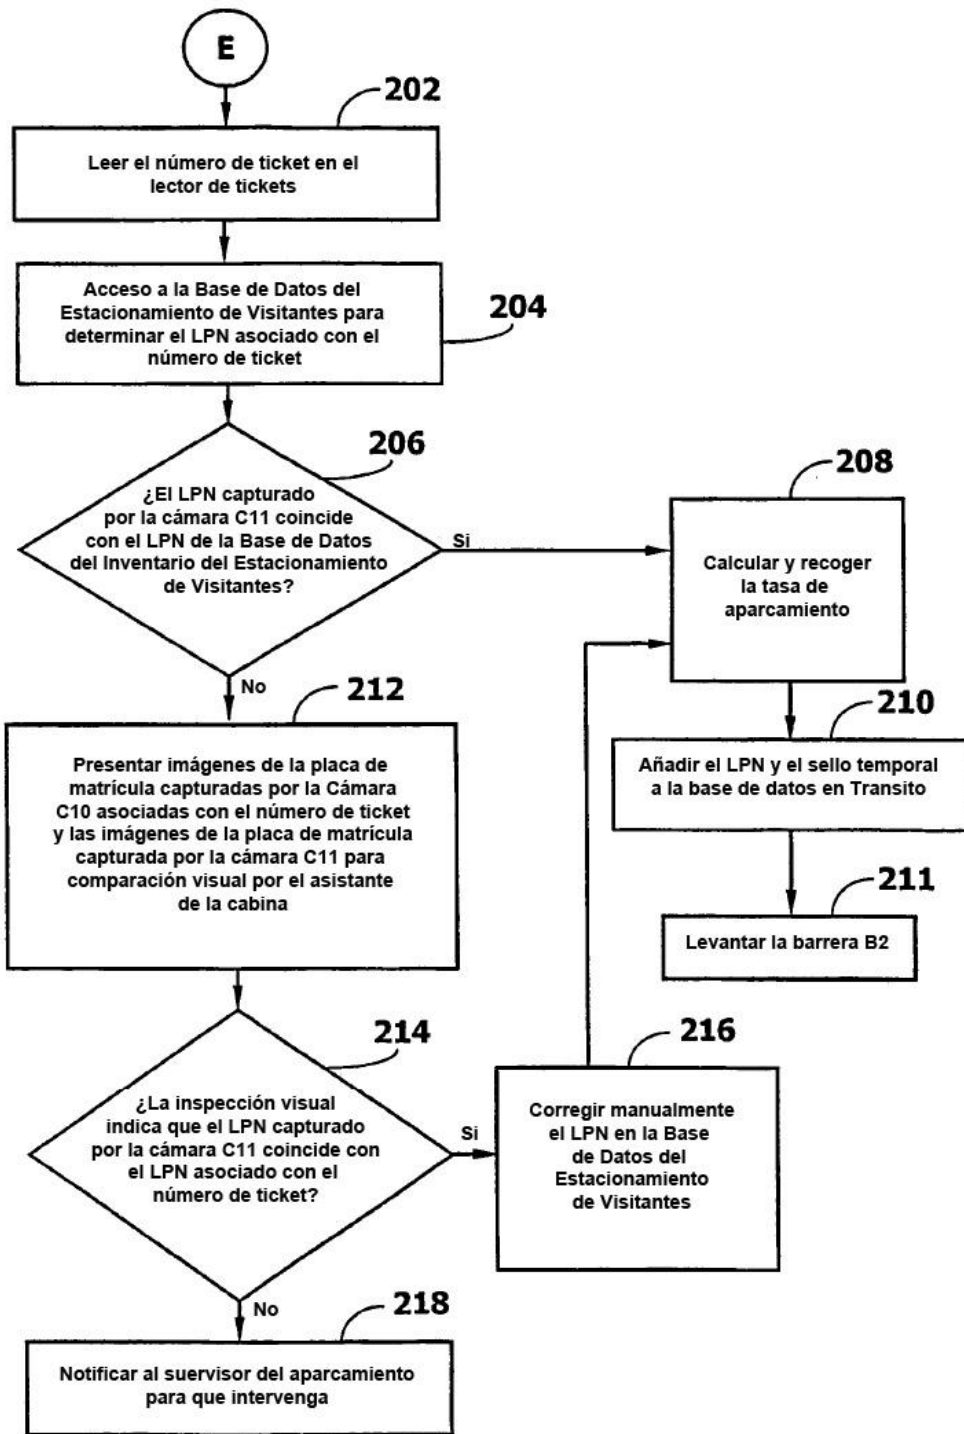 E
202
Leer el número de ticket en el
lector de tickets
Acceso a la Base de Datos del
Estacionamiento de Visitantes para
determinar el LPN asociado con el
número de ticket
204
206
¿El LPN capturado
por la cámara C11 coincide
con el LPN de la Base de Datos
del Inventario del Estacionamiento
de Visitantes?
Si
No
208
Calcular y recoger
la tasa de
aparcamiento
210
Añadir el LPN y el sello temporal
a la base de datos en Transito
211
Levantar la barrera B2
212
Presentar imágenes de la placa de
matrícula capturadas por la Cámara
C10 asociadas con el número de ticket
y las imágenes de la placa de matrícula
capturada por la cámara C11 para
comparación visual por el asistante
de la cabina
214
¿La inspección visual
indica que el LPN capturado
por la cámara C11 coincide con
el LPN asociado con el
número de ticket?
Si
No
216
Corregir manualmente
el LPN en la Base
de Datos del
Estacionamiento
de Visitantes
218
Notificar al suervisor del aparcamiento
para que intervenga